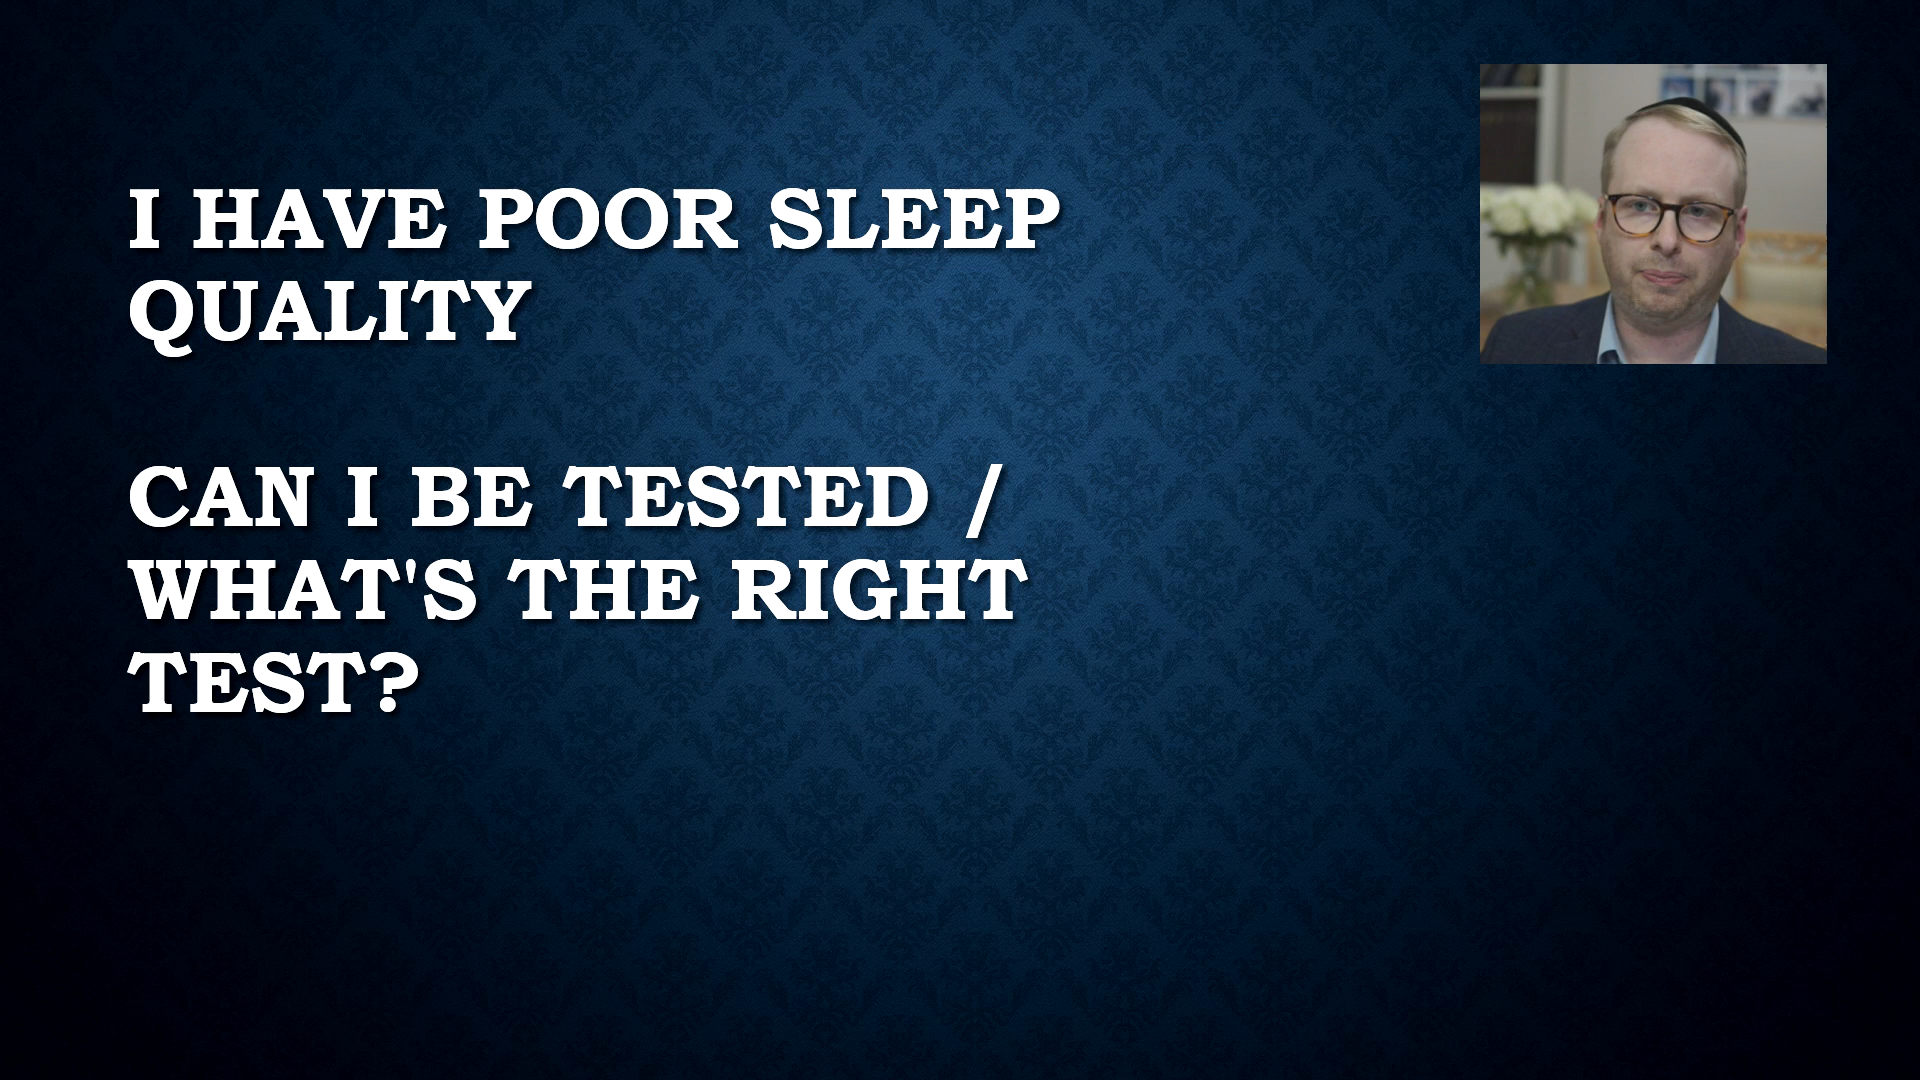 I HAVE POOR SLEEP
QUALITY
CAN I BE TESTED /
WHAT'S THE RIGHT
TEST?